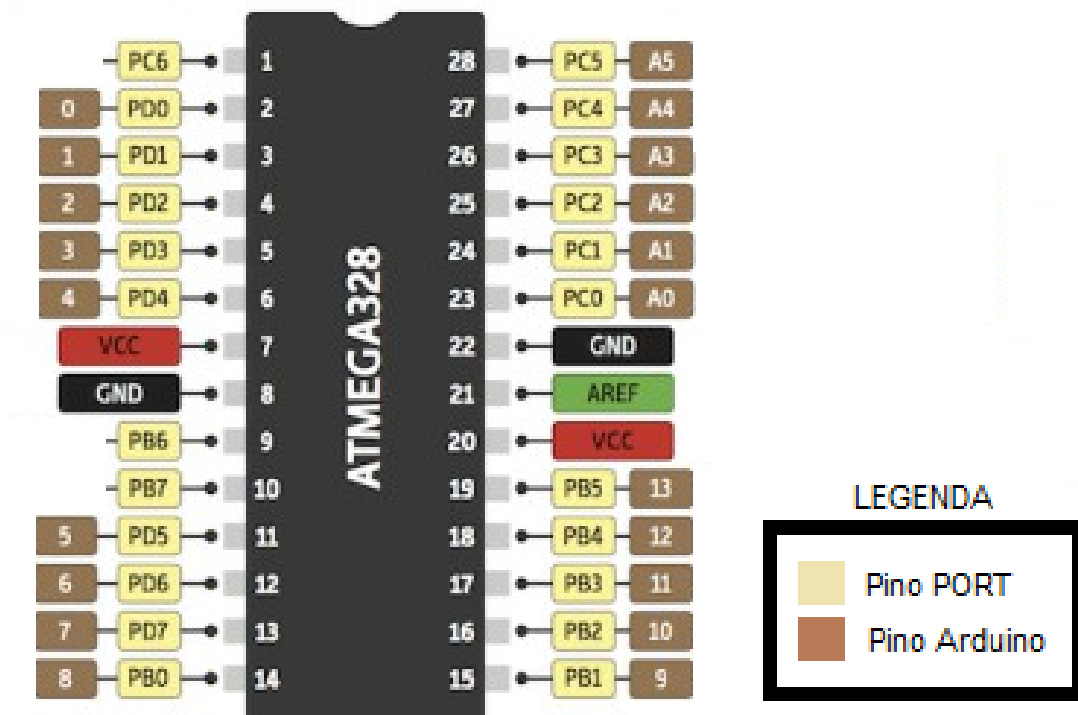 PC6 1 28 PC5 A5
0 PD0 2 27 PC4 A4
1 PD1 3 26 PC3 A3
2 PD2 4 25 PC2 A2
3 PD3 5 24 PC1 A1
4 PD4 6 23 PC0 A0
VCC 7 22 GND
GND 8 21 AREF
PB6 9 20 VCC
PB7 10 19 PB5 13
5 PD5 11 18 PB4 12
6 PD6 12 17 PB3 11
7 PD7 13 16 PB2 10
8 PB0 14 15 PB1 9
ATMEGA328
LEGENDA
Pino PORT
Pino Arduino